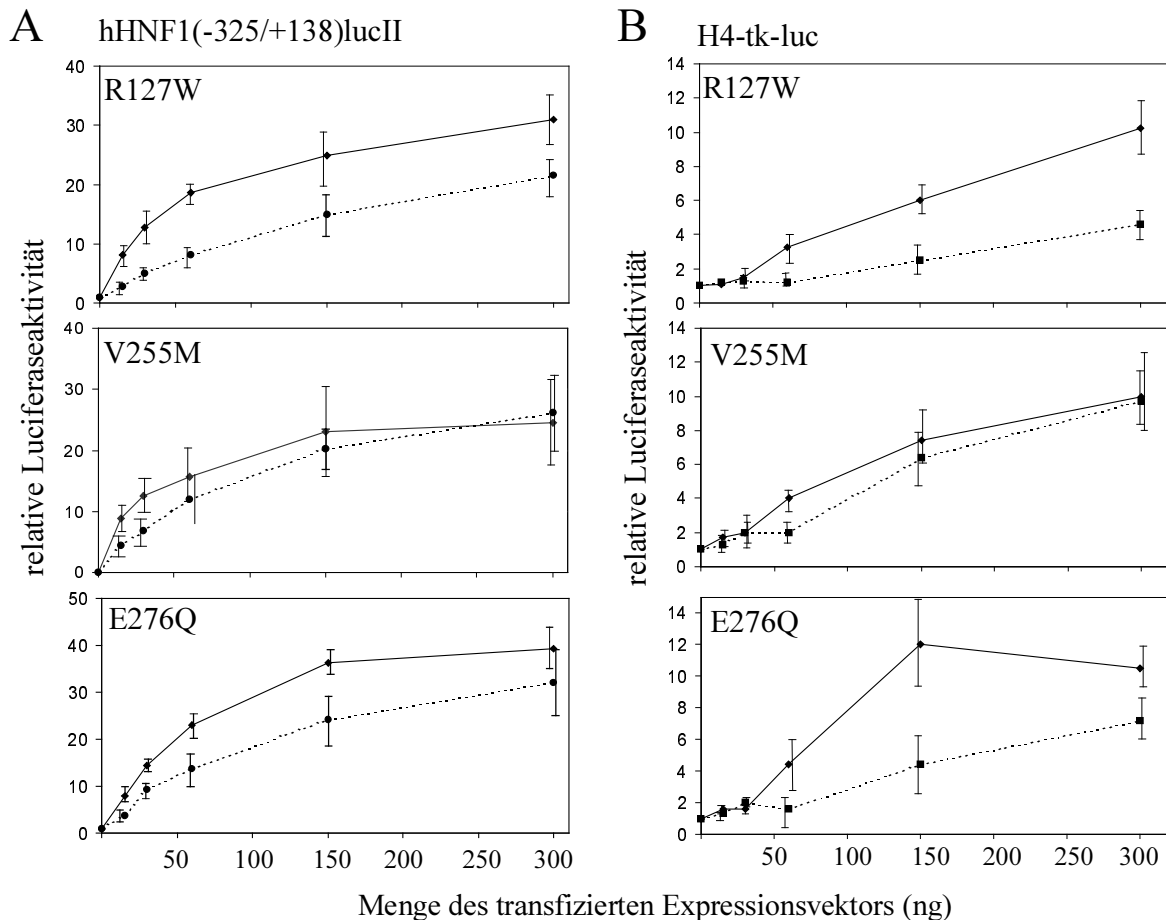 A
hHNF1(-325/+138)lucII
B
H4-tk-luc
relative Luciferaseaktivität
R127W
40
30
20
10
0
V255M
40
30
20
10
0
E276Q
50
40
30
20
10
0
50 100 150 200 250 300
relative Luciferaseaktivität
R127W
14
12
10
8
6
4
2
0
V255M
14
12
10
8
6
4
2
0
E276Q
14
12
10
8
6
4
2
0
50 100 150 200 250 300
Menge des transfizierten Expressionsvektors (ng)